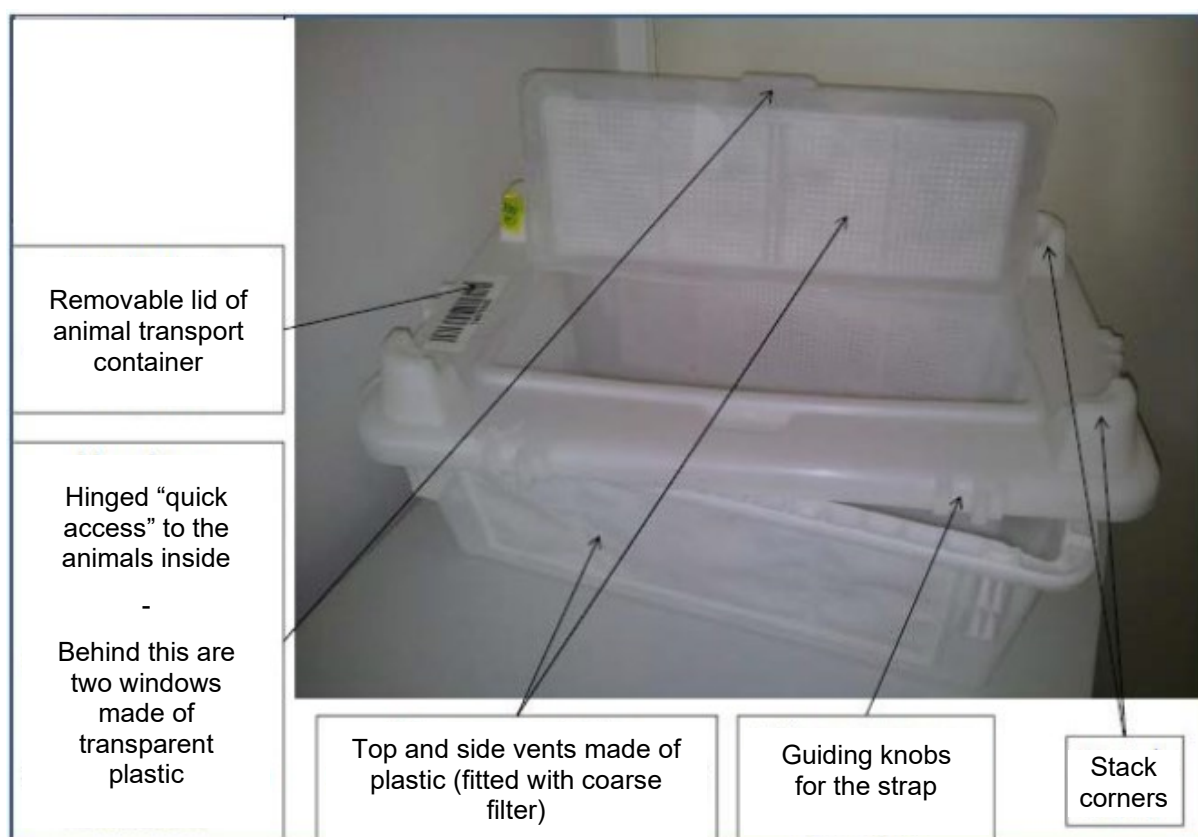 Removable lid of
animal transport
container
Hinged “quick
access” to the
animals inside
-
Behind this are
two windows
made of
transparent
plastic
Top and side vents made of
plastic (fitted with coarse
filter)
Guiding knobs
for the strap
Stack
corners